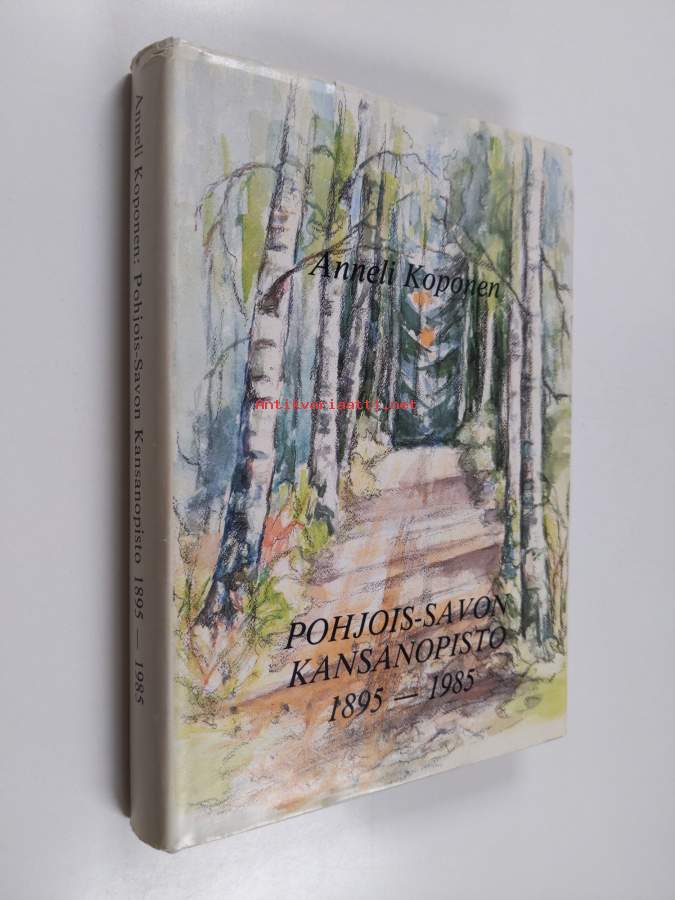 Anneli Koponen: Pohjois-Savon Kansanopisto 1895 — 1985
Anneli Koponen
Antikvariaatti.net
POHJOIS-SAVON
KANSANOPISTO
1895 — 1985